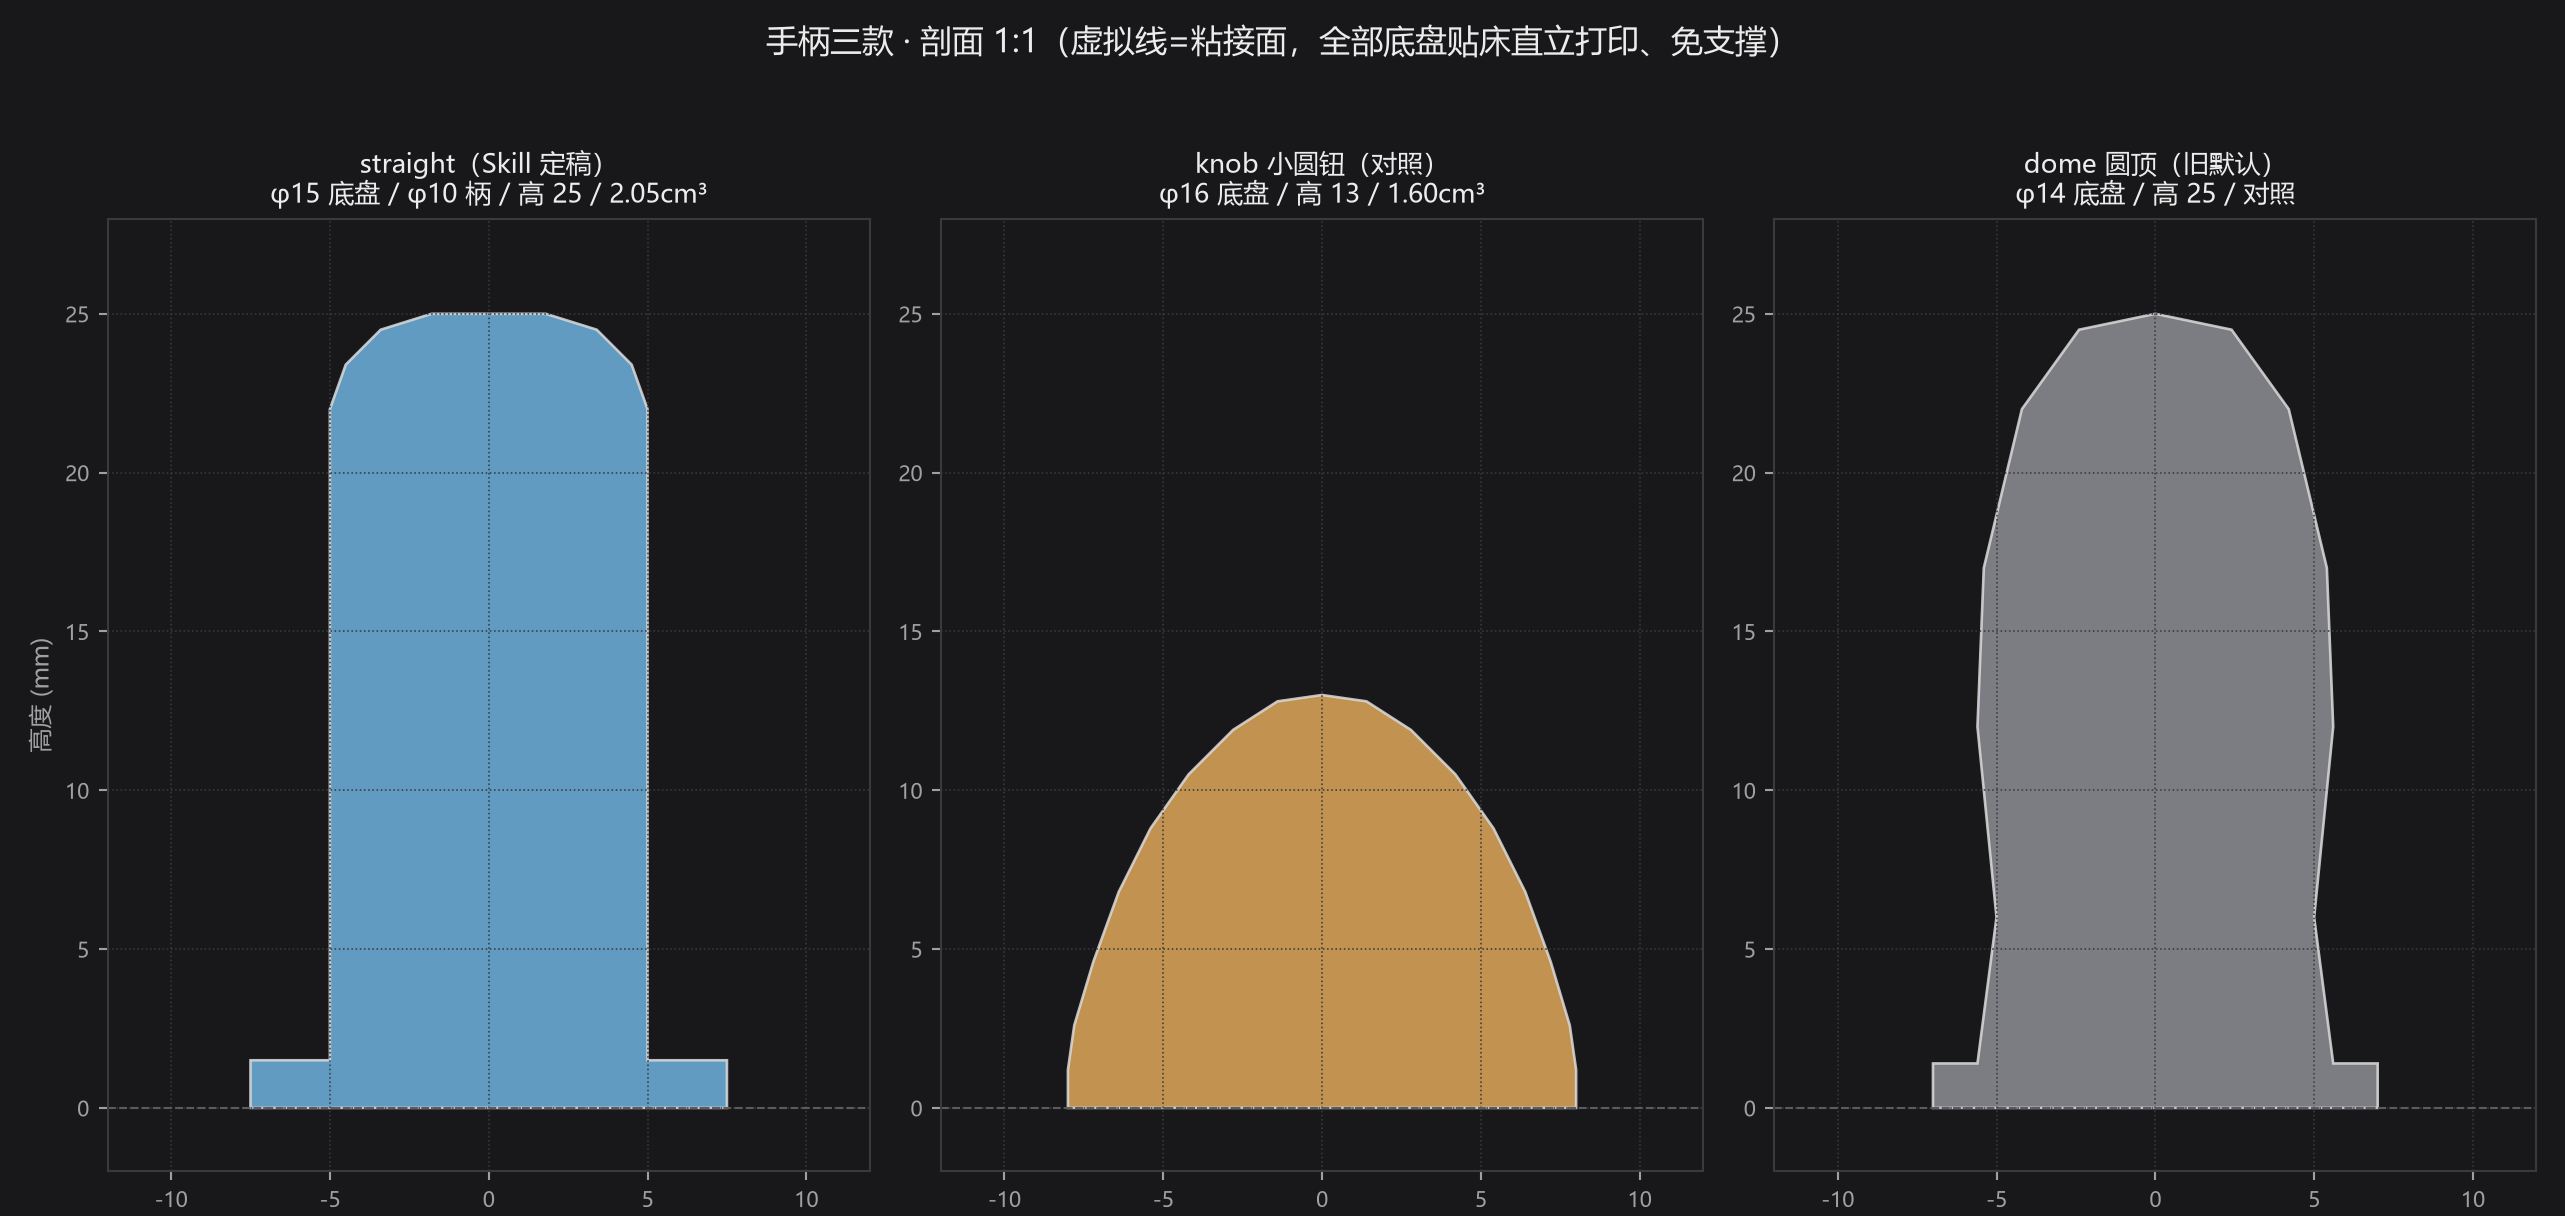 手柄三款 · 剖面 1:1（虚拟线=粘接面，全部底盘贴床直立打印、免支撑）
straight（Skill 定稿）
φ15 底盘 / φ10 柄 / 高 25 / 2.05cm³
knob 小圆钮（对照）
φ16 底盘 / 高 13 / 1.60cm³
dome 圆顶（旧默认）
φ14 底盘 / 高 25 / 对照
高度 (mm)
25
20
15
10
5
0
-10 -5 0 5 10
25
20
15
10
5
0
-10 -5 0 5 10
25
20
15
10
5
0
-10 -5 0 5 10